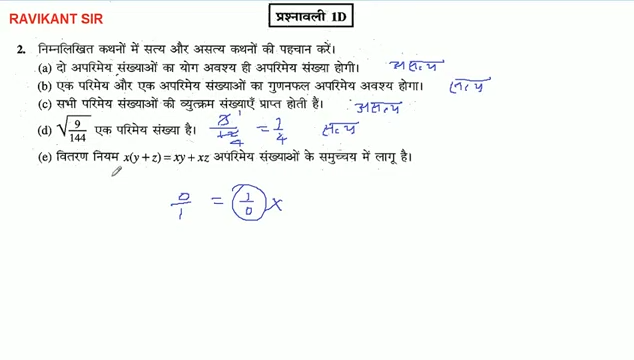 RAVIKANT SIR
प्रश्नावली 1D
2. निम्नलिखित कथनों में सत्य और असत्य कथनों की पहचान करें।
(a) दो अपरिमेय संख्याओं का योग अवश्य ही अपरिमेय संख्या होगी। असत्य
(b) एक परिमेय और एक अपरिमेय संख्याओं का गुणनफल अपरिमेय अवश्य होगा। सत्य
(c) सभी परिमेय संख्याओं की व्युत्क्रम संख्याएँ प्राप्त होती हैं। असत्य
(d) √9/144 एक परिमेय संख्या है। 3/12 1 4 = 1/4 सत्य
(e) वितरण नियम x(y + z) = xy + xz अपरिमेय संख्याओं के समुच्चय में लागू है।
0/1 = 1/0 x